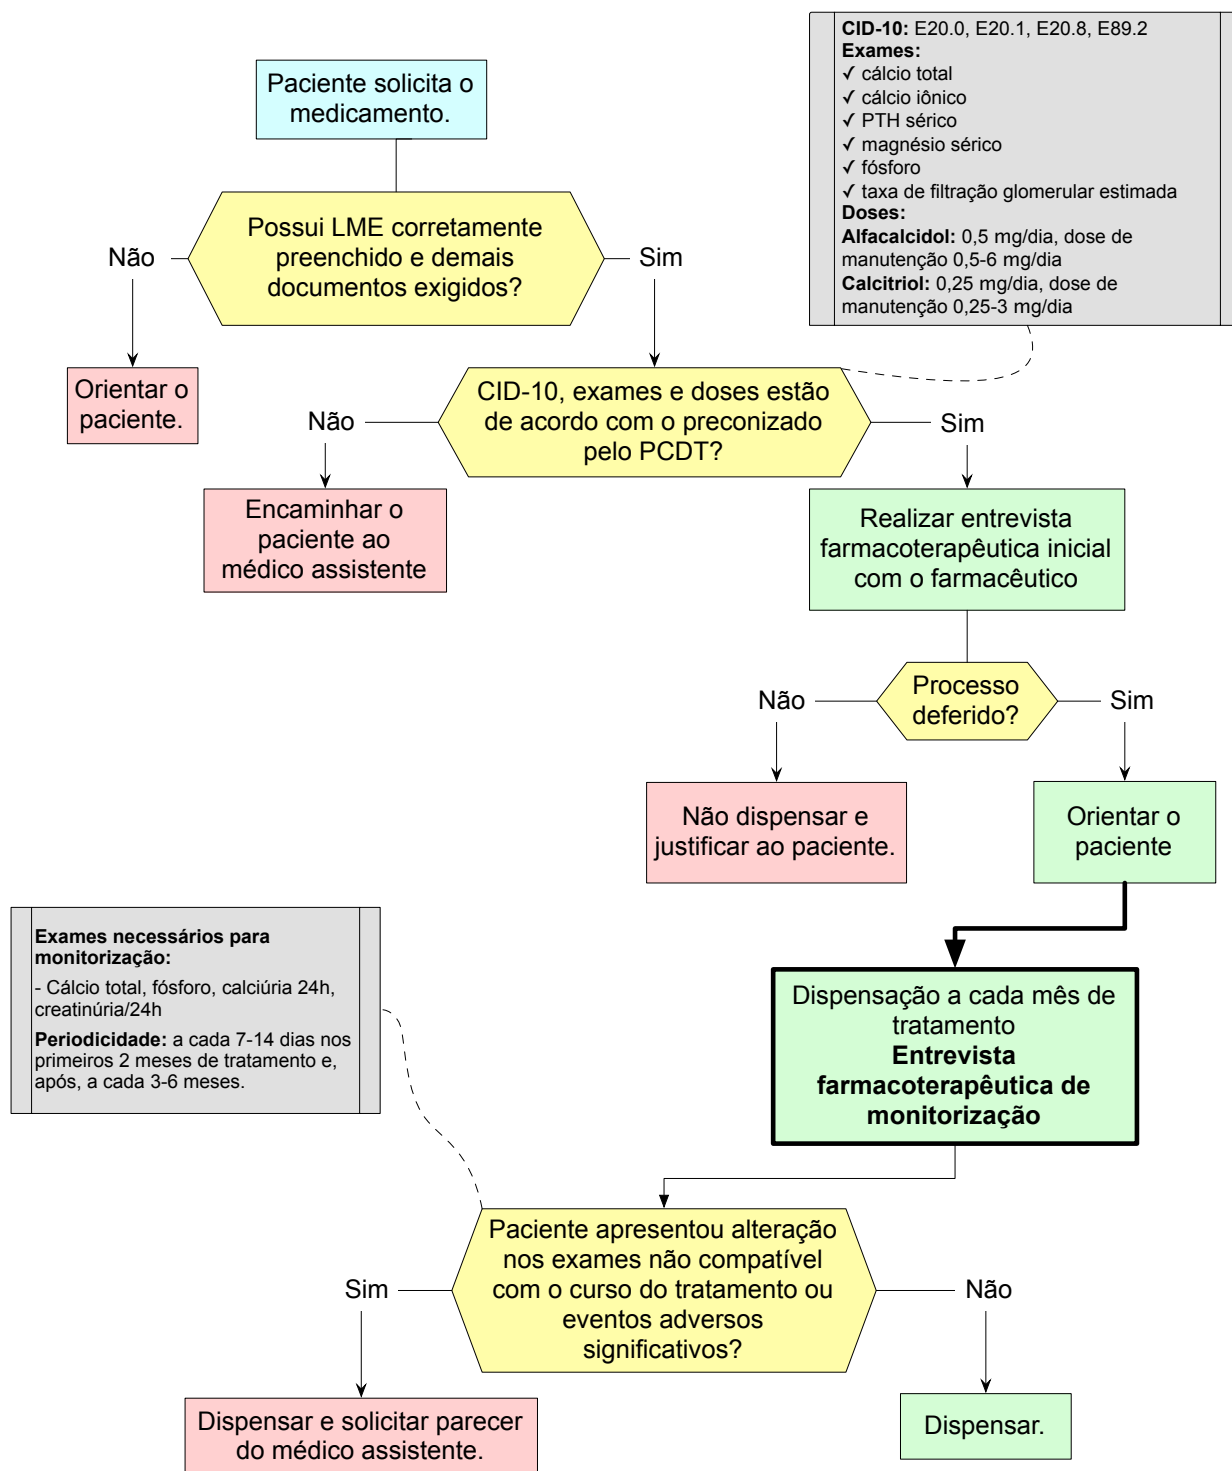 CID-10: E20.0, E20.1, E20.8, E89.2
Exames:
✓ cálcio total
✓ cálcio iônico
✓ PTH sérico
✓ magnésio sérico
✓ fósforo
✓ taxa de filtração glomerular estimada
Doses:
Alfacalcidol: 0,5 mg/dia, dose de
manutenção 0,5-6 mg/dia
Calcitriol: 0,25 mg/dia, dose de
manutenção 0,25-3 mg/dia
Paciente solicita o
medicamento.
Possui LME corretamente
preenchido e demais
documentos exigidos?
Não
Sim
Orientar o
paciente.
CID-10, exames e doses estão
de acordo com o preconizado
pelo PCDT?
Não
Sim
Encaminhar o
paciente ao
médico assistente
Realizar entrevista
farmacoterapêutica inicial
com o farmacêutico
Processo
deferido?
Não
Sim
Não dispensar e
justificar ao paciente.
Orientar o
paciente
Exames necessários para
monitorização:
- Cálcio total, fósforo, calciúria 24h,
creatinúria/24h
Periodicidade: a cada 7-14 dias nos
primeiros 2 meses de tratamento e,
após, a cada 3-6 meses.
Dispensação a cada mês de
tratamento
Entrevista
farmacoterapêutica de
monitorização
Paciente apresentou alteração
nos exames não compatível
com o curso do tratamento ou
eventos adversos
significativos?
Sim
Não
Dispensar e solicitar parecer
do médico assistente.
Dispensar.